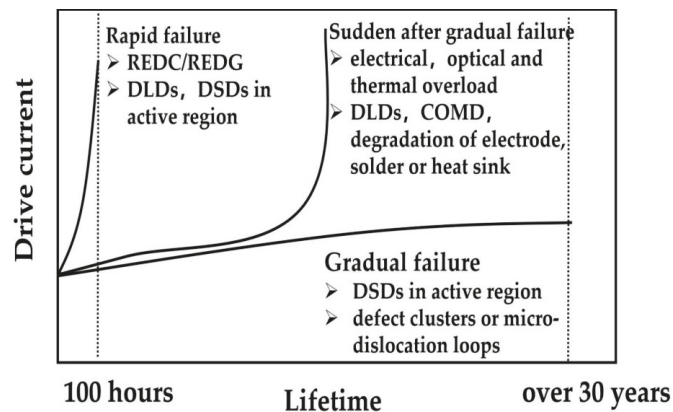 Rapid failure
➢ REDC/REDG
➢ DLDs, DSDs in
active region
Sudden after gradual failure
➢ electrical, optical and
thermal overload
➢ DLDs, COMD,
degradation of electrode,
solder or heat sink
Drive current
Gradual failure
➢ DSDs in active region
➢ defect clusters or micro-
dislocation loops
100 hours
Lifetime
over 30 years